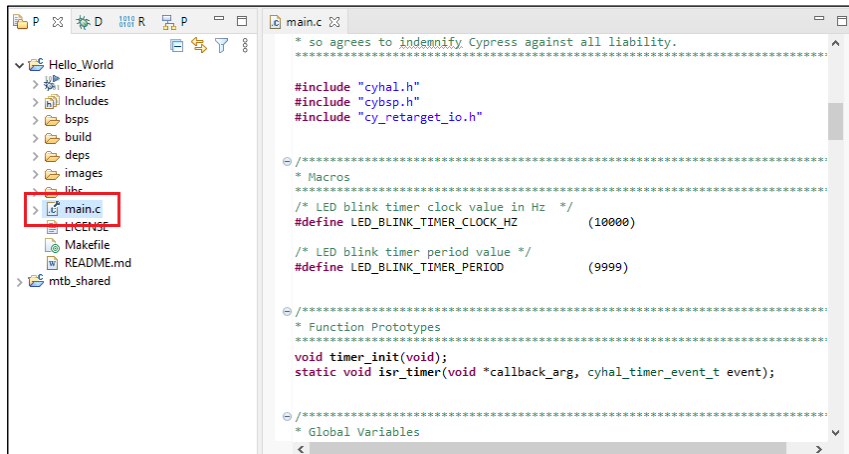 P
D
R
P
main.c
Hello_World
Binaries
Includes
bsps
build
deps
images
libs
main.c
LICENSE
Makefile
README.md
mtb_shared
* so agrees to indemnify Cypress against all liability.
*******************************************************************************
#include "cyhal.h"
#include "cybsp.h"
#include "cy_retarget_io.h"
/******************************************************************************
* Macros
*******************************************************************************
/* LED blink timer clock value in Hz  */
#define LED_BLINK_TIMER_CLOCK_HZ          (10000)
/* LED blink timer period value */
#define LED_BLINK_TIMER_PERIOD            (9999)
/******************************************************************************
* Function Prototypes
*******************************************************************************
void timer_init(void);
static void isr_timer(void *callback_arg, cyhal_timer_event_t event);
/******************************************************************************
* Global Variables